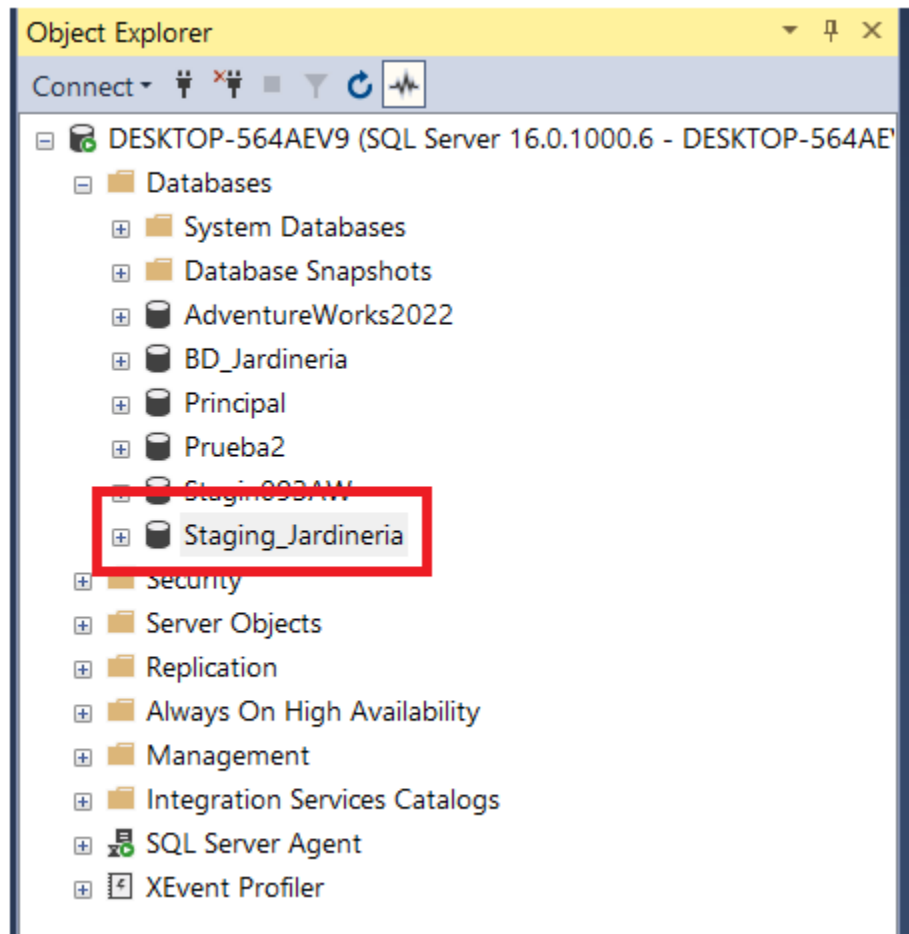 Object Explorer
Connect
DESKTOP-564AEV9 (SQL Server 16.0.1000.6 - DESKTOP-564AE
Databases
System Databases
Database Snapshots
AdventureWorks2022
BD_Jardineria
Principal
Prueba2
Staging_Jardineria
Security
Server Objects
Replication
Always On High Availability
Management
Integration Services Catalogs
SQL Server Agent
XEvent Profiler